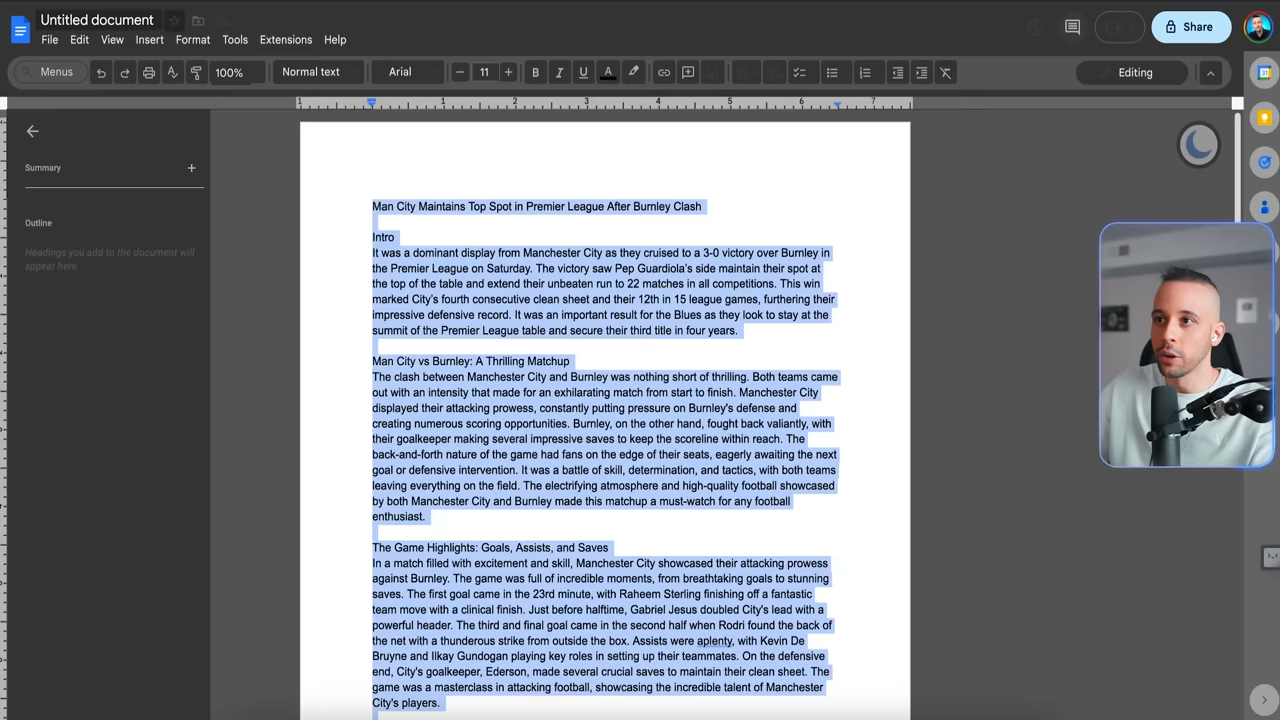 Untitled document
File Edit View Insert Format Tools Extensions Help
Share
Menus 100% Normal text Arial 11 B I U A Editing
1 1 2 3 4 5 6 7
Summary
Outline
Headings you add to the document will
appear here.
Man City Maintains Top Spot in Premier League After Burnley Clash
Intro
It was a dominant display from Manchester City as they cruised to a 3-0 victory over Burnley in
the Premier League on Saturday. The victory saw Pep Guardiola's side maintain their spot at
the top of the table and extend their unbeaten run to 22 matches in all competitions. This win
marked City's fourth consecutive clean sheet and their 12th in 15 league games, furthering their
impressive defensive record. It was an important result for the Blues as they look to stay at the
summit of the Premier League table and secure their third title in four years.
Man City vs Burnley: A Thrilling Matchup
The clash between Manchester City and Burnley was nothing short of thrilling. Both teams came
out with an intensity that made for an exhilarating match from start to finish. Manchester City
displayed their attacking prowess, constantly putting pressure on Burnley's defense and
creating numerous scoring opportunities. Burnley, on the other hand, fought back valiantly, with
their goalkeeper making several impressive saves to keep the scoreline within reach. The
back-and-forth nature of the game had fans on the edge of their seats, eagerly awaiting the next
goal or defensive intervention. It was a battle of skill, determination, and tactics, with both teams
leaving everything on the field. The electrifying atmosphere and high-quality football showcased
by both Manchester City and Burnley made this matchup a must-watch for any football
enthusiast.
The Game Highlights: Goals, Assists, and Saves
In a match filled with excitement and skill, Manchester City showcased their attacking prowess
against Burnley. The game was full of incredible moments, from breathtaking goals to stunning
saves. The first goal came in the 23rd minute, with Raheem Sterling finishing off a fantastic
team move with a clinical finish. Just before halftime, Gabriel Jesus doubled City's lead with a
powerful header. The third and final goal came in the second half when Rodri found the back of
the net with a thunderous strike from outside the box. Assists were aplenty, with Kevin De
Bruyne and Ilkay Gundogan playing key roles in setting up their teammates. On the defensive
end, City's goalkeeper, Ederson, made several crucial saves to maintain their clean sheet. The
game was a masterclass in attacking football, showcasing the incredible talent of Manchester
City's players.